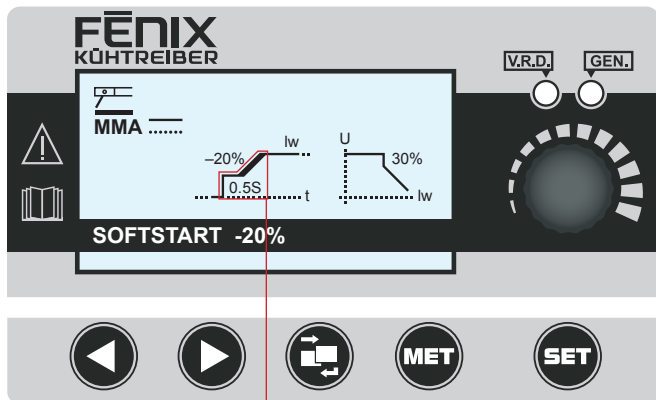 FĒNIX
KÜHTREIBER
V.R.D. GEN.
MMA
–20% Iw
0.5S t
U
30%
Iw
SOFTSTART -20%
MET SET